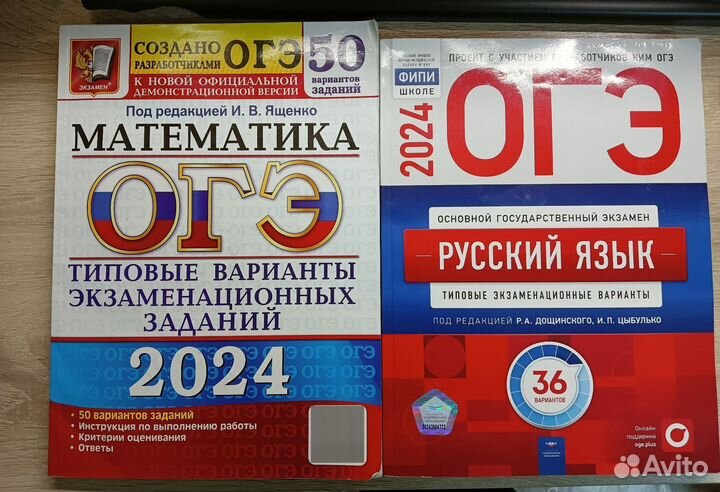 ЭКЗАМЕН
СОЗДАНО
РАЗРАБОТЧИКАМИ
ОГЭ
50
вариантов
заданий
К НОВОЙ ОФИЦИАЛЬНОЙ
ДЕМОНСТРАЦИОННОЙ ВЕРСИИ
Под редакцией И. В. Ященко
МАТЕМАТИКА
ОГЭ
ТИПОВЫЕ ВАРИАНТЫ
ЭКЗАМЕНАЦИОННЫХ
ЗАДАНИЙ
2024
• 50 вариантов заданий
• Инструкция по выполнению работы
• Критерии оценивания
• Ответы
ФИПИ
ШКОЛЕ
ПРОЕКТ С УЧАСТИЕМ РАЗРАБОТЧИКОВ КИМ ОГЭ
2024
ОГЭ
ОСНОВНОЙ ГОСУДАРСТВЕННЫЙ ЭКЗАМЕН
РУССКИЙ ЯЗЫК
ТИПОВЫЕ ЭКЗАМЕНАЦИОННЫЕ ВАРИАНТЫ
ПОД РЕДАКЦИЕЙ Р.А. ДОЩИНСКОГО, И.П. ЦЫБУЛЬКО
36
ВАРИАНТОВ
Онлайн
поддержка
oge.plus
Avito